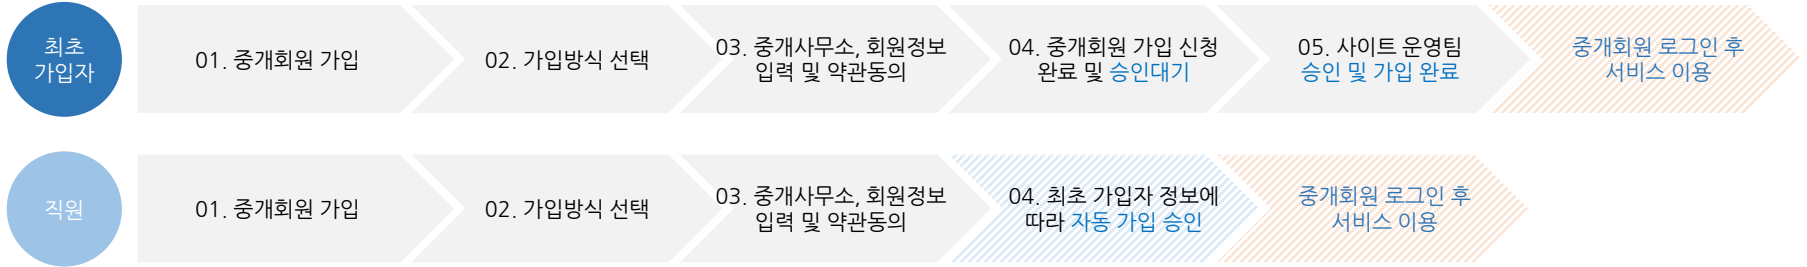 최초
가입자
01. 중개회원 가입
02. 가입방식 선택
03. 중개사무소, 회원정보
입력 및 약관동의
04. 중개회원 가입 신청
완료 및 승인대기
05. 사이트 운영팀
승인 및 가입 완료
중개회원 로그인 후
서비스 이용
직원
01. 중개회원 가입
02. 가입방식 선택
03. 중개사무소, 회원정보
입력 및 약관동의
04. 최초 가입자 정보에
따라 자동 가입 승인
중개회원 로그인 후
서비스 이용